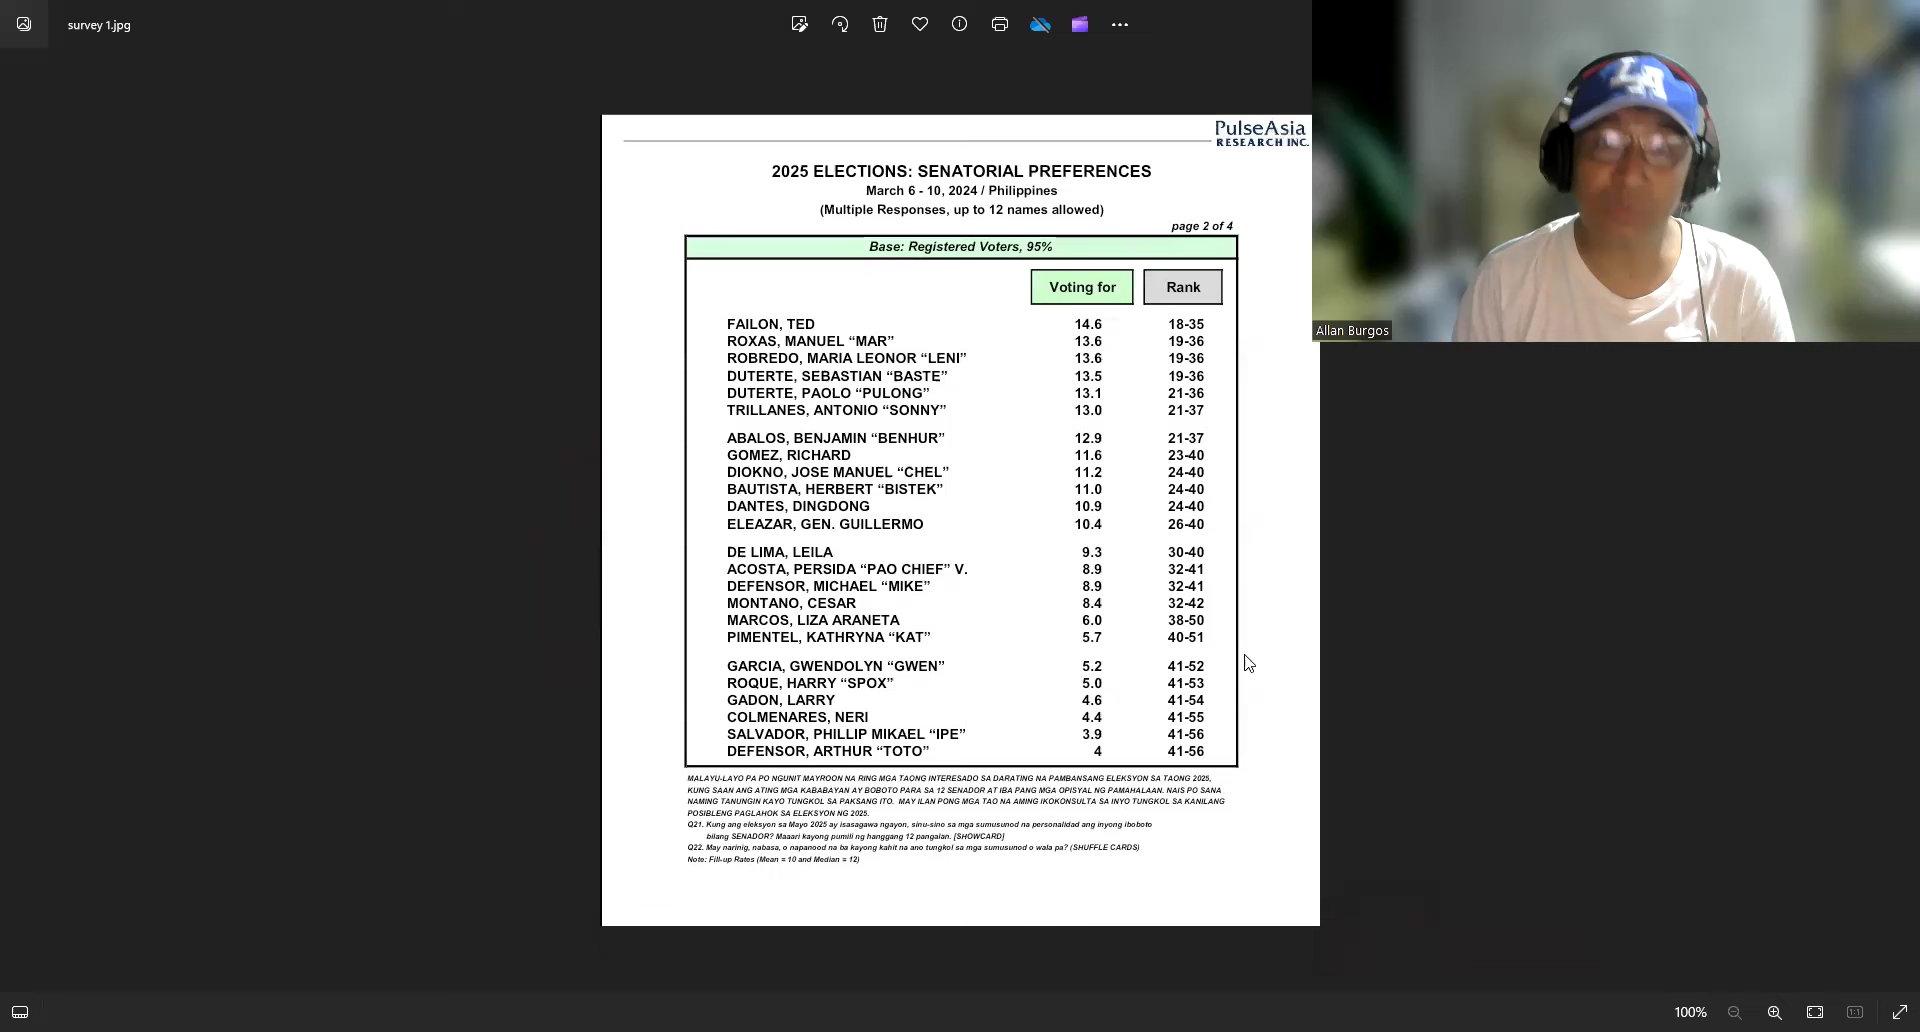 survey 1.jpg
PulseAsia
RESEARCH INC.
2025 ELECTIONS: SENATORIAL PREFERENCES
March 6 - 10, 2024 / Philippines
(Multiple Responses, up to 12 names allowed)
page 2 of 4
Base: Registered Voters, 95%
Voting for Rank
FAILON, TED 14.6 18-35
ROXAS, MANUEL “MAR” 13.6 19-36
ROBREDO, MARIA LEONOR “LENI” 13.6 19-36
DUTERTE, SEBASTIAN “BASTE” 13.5 19-36
DUTERTE, PAOLO “PULONG” 13.1 21-36
TRILLANES, ANTONIO “SONNY” 13.0 21-37
ABALOS, BENJAMIN “BENHUR” 12.9 21-37
GOMEZ, RICHARD 11.6 23-40
DIOKNO, JOSE MANUEL “CHEL” 11.2 24-40
BAUTISTA, HERBERT “BISTEK” 11.0 24-40
DANTES, DINGDONG 10.9 24-40
ELEAZAR, GEN. GUILLERMO 10.4 26-40
DE LIMA, LEILA 9.3 30-40
ACOSTA, PERSIDA “PAO CHIEF” V. 8.9 32-41
DEFENSOR, MICHAEL “MIKE” 8.9 32-41
MONTANO, CESAR 8.4 32-42
MARCOS, LIZA ARANETA 6.0 38-50
PIMENTEL, KATHRYNA “KAT” 5.7 40-51
GARCIA, GWENDOLYN “GWEN” 5.2 41-52
ROQUE, HARRY “SPOX” 5.0 41-53
GADON, LARRY 4.6 41-54
COLMENARES, NERI 4.4 41-55
SALVADOR, PHILLIP MIKAEL “IPE” 3.9 41-56
DEFENSOR, ARTHUR “TOTO” 4 41-56
MALAYU-LAYO PA PO NGUNIT MAYROON NA RING MGA TAONG INTERESADO SA DARATING NA PAMBANSANG ELEKSYON SA TAONG 2025,
KUNG SAAN ANG ATING MGA KABABAYAN AY BOBOTO PARA SA 12 SENADOR AT IBA PANG MGA OPISYAL NG PAMAHALAAN. NAIS PO SANA
NAMING TANUNGIN KAYO TUNGKOL SA PAKSANG ITO. MAY ILAN PONG MGA TAO NA AMING IKOKONSULTA SA INYO TUNGKOL SA KANILANG
POSIBLENG PAGLAHOK SA ELEKSYON NG 2025.
Q21. Kung ang eleksyon sa Mayo 2025 ay isasagawa ngayon, sinu-sino sa mga sumusunod na personalidad ang inyong iboboto
bilang SENADOR? Maaari kayong pumili ng hanggang 12 pangalan. [SHOWCARD]
Q22. May narinig, nabasa, o napanood na ba kayong kahit na ano tungkol sa mga sumusunod o wala pa? (SHUFFLE CARDS)
Note: Fill-up Rates (Mean = 10 and Median = 12)
LA
Allan Burgos
100%
1:1